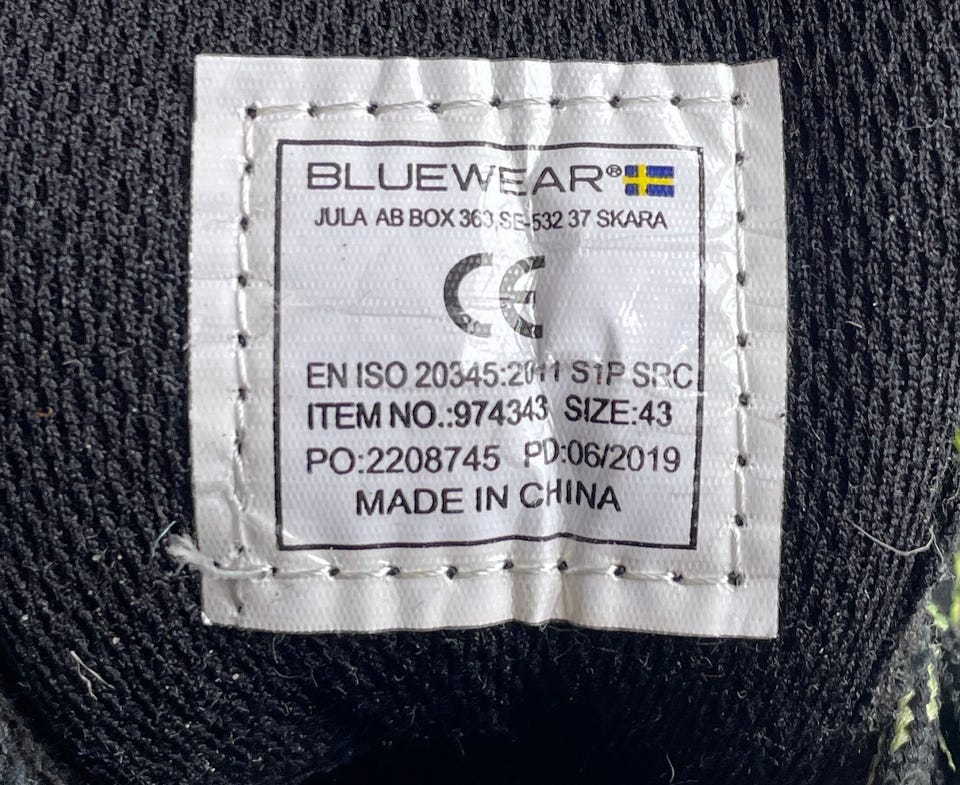 BLUEWEAR®
JULA AB BOX 363, SE-532 37 SKARA
CE
EN ISO 20345:2011 S1P SRC
ITEM NO.:974343 SIZE:43
PO:2208745 PD:06/2019
MADE IN CHINA